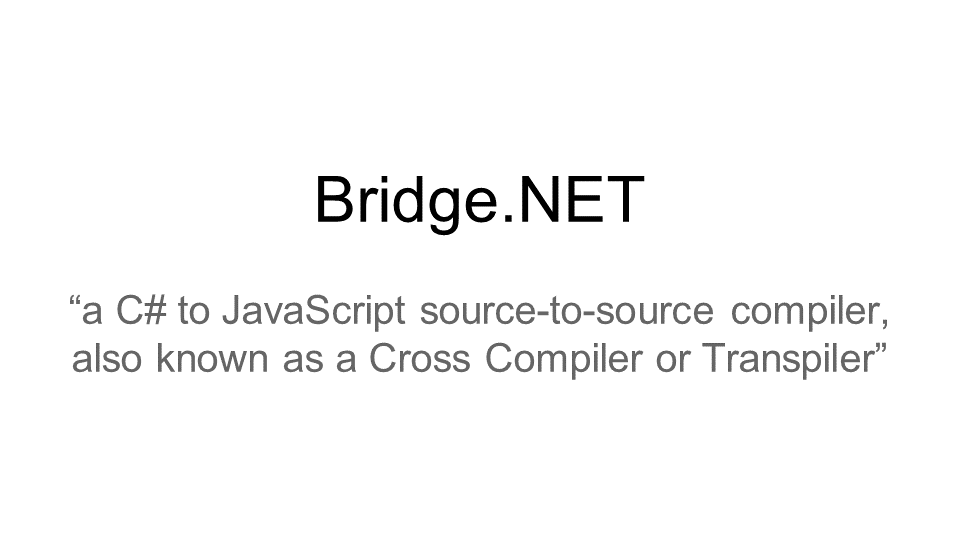 Bridge.NET
“a C# to JavaScript source-to-source compiler,
also known as a Cross Compiler or Transpiler”